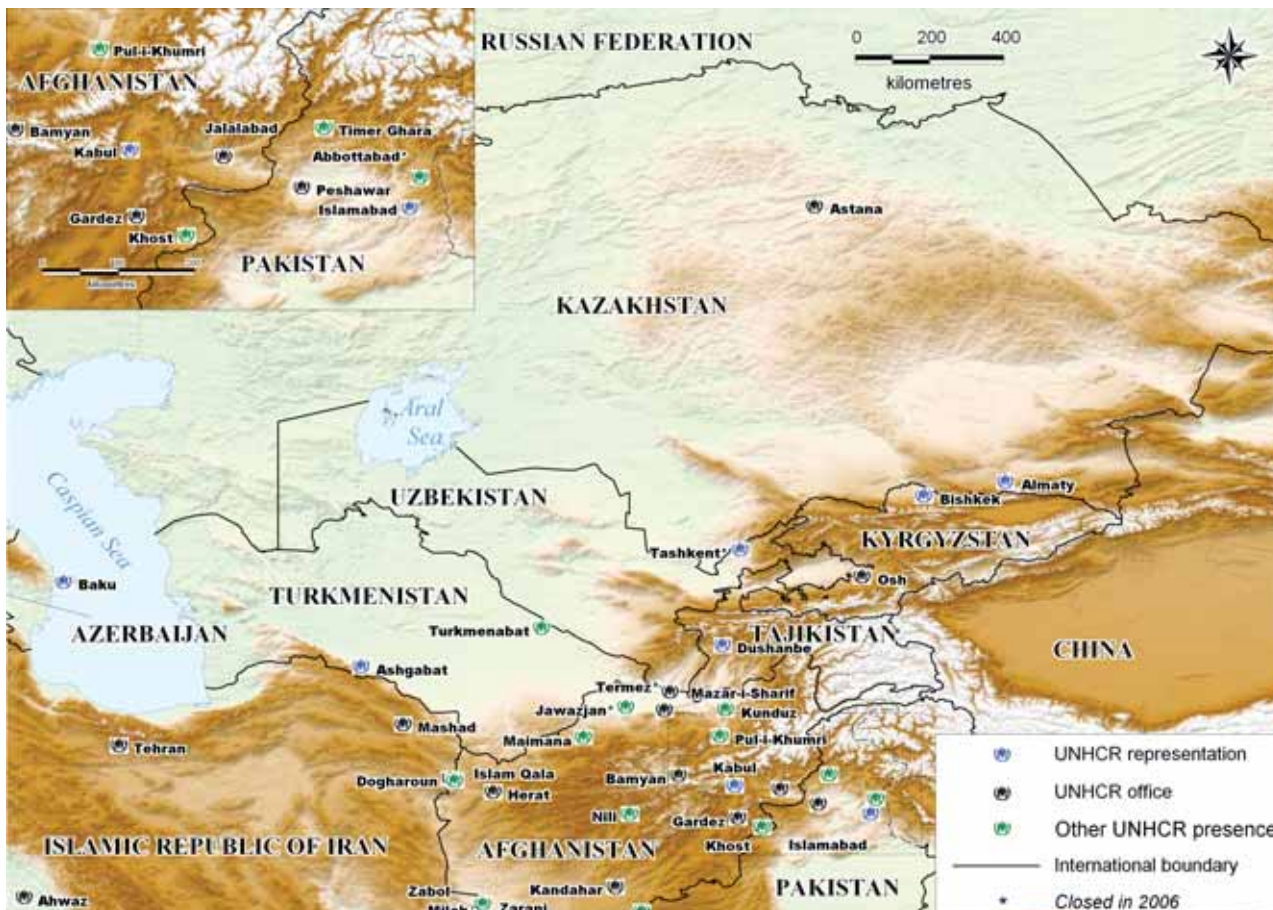 Pul-i-Khumri
AFGHANISTAN
Bamyan
Jalalabad
Timer Ghara
Kabul
Abbottabad*
Peshawar
Islamabad
Gardez
Khost
PAKISTAN
kilometres
RUSSIAN FEDERATION
0 200 400
kilometres
Astana
KAZAKHSTAN
Aral
Sea
Caspian Sea
UZBEKISTAN
Almaty
Bishkek
KYRGYZSTAN
Tashkent*
Osh
Baku
TURKMENISTAN
AZERBAIJAN
Turkmenabat
TAJIKISTAN
Dushanbe
CHINA
Ashgabat
Termez*
Mazar-i-Sharif
Jawazjan*
Kunduz
Mashad
Maimana
Pul-i-Khumri
Tehran
Dogharoun
Islam Qala
Herat
Bamyan
Kabul
Nili
Gardez
Khost
Islamabad
ISLAMIC REPUBLIC OF IRAN
AFGHANISTAN
PAKISTAN
Ahwaz
Zabol
Milak
Zaranj
Kandahar
UNHCR representation
UNHCR office
Other UNHCR presence
International boundary
* Closed in 2006